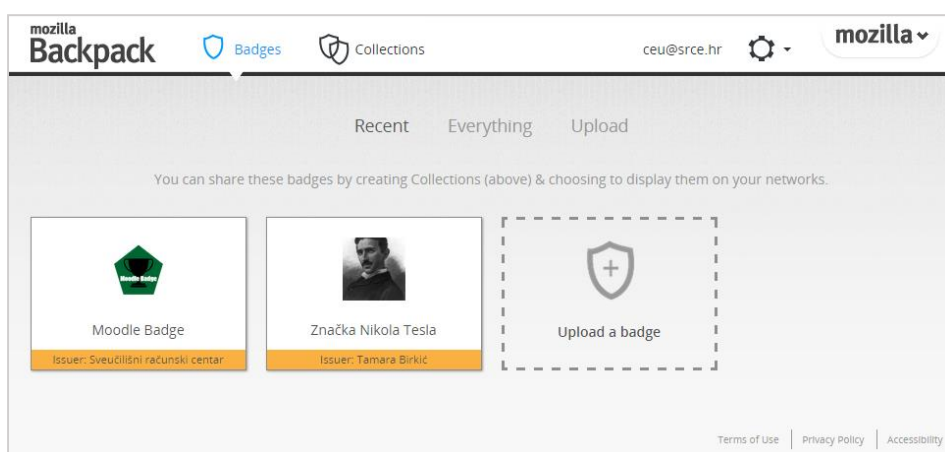 mozilla
Backpack
Badges
Collections
ceu@srce.hr
mozilla
Recent Everything Upload
You can share these badges by creating Collections (above) & choosing to display them on your networks.
Moodle Badge
Moodle Badge
Issuer: Sveučilišni računski centar
Značka Nikola Tesla
Issuer: Tamara Birkić
Upload a badge
Terms of Use Privacy Policy Accessibility